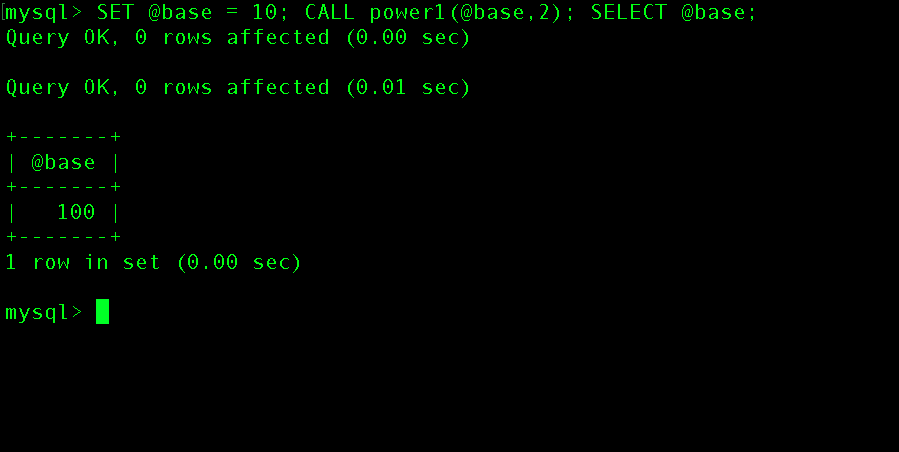 mysql> SET @base = 10; CALL power1(@base,2); SELECT @base;
Query OK, 0 rows affected (0.00 sec)
Query OK, 0 rows affected (0.01 sec)
+-------+
| @base |
+-------+
|   100 |
+-------+
1 row in set (0.00 sec)
mysql>